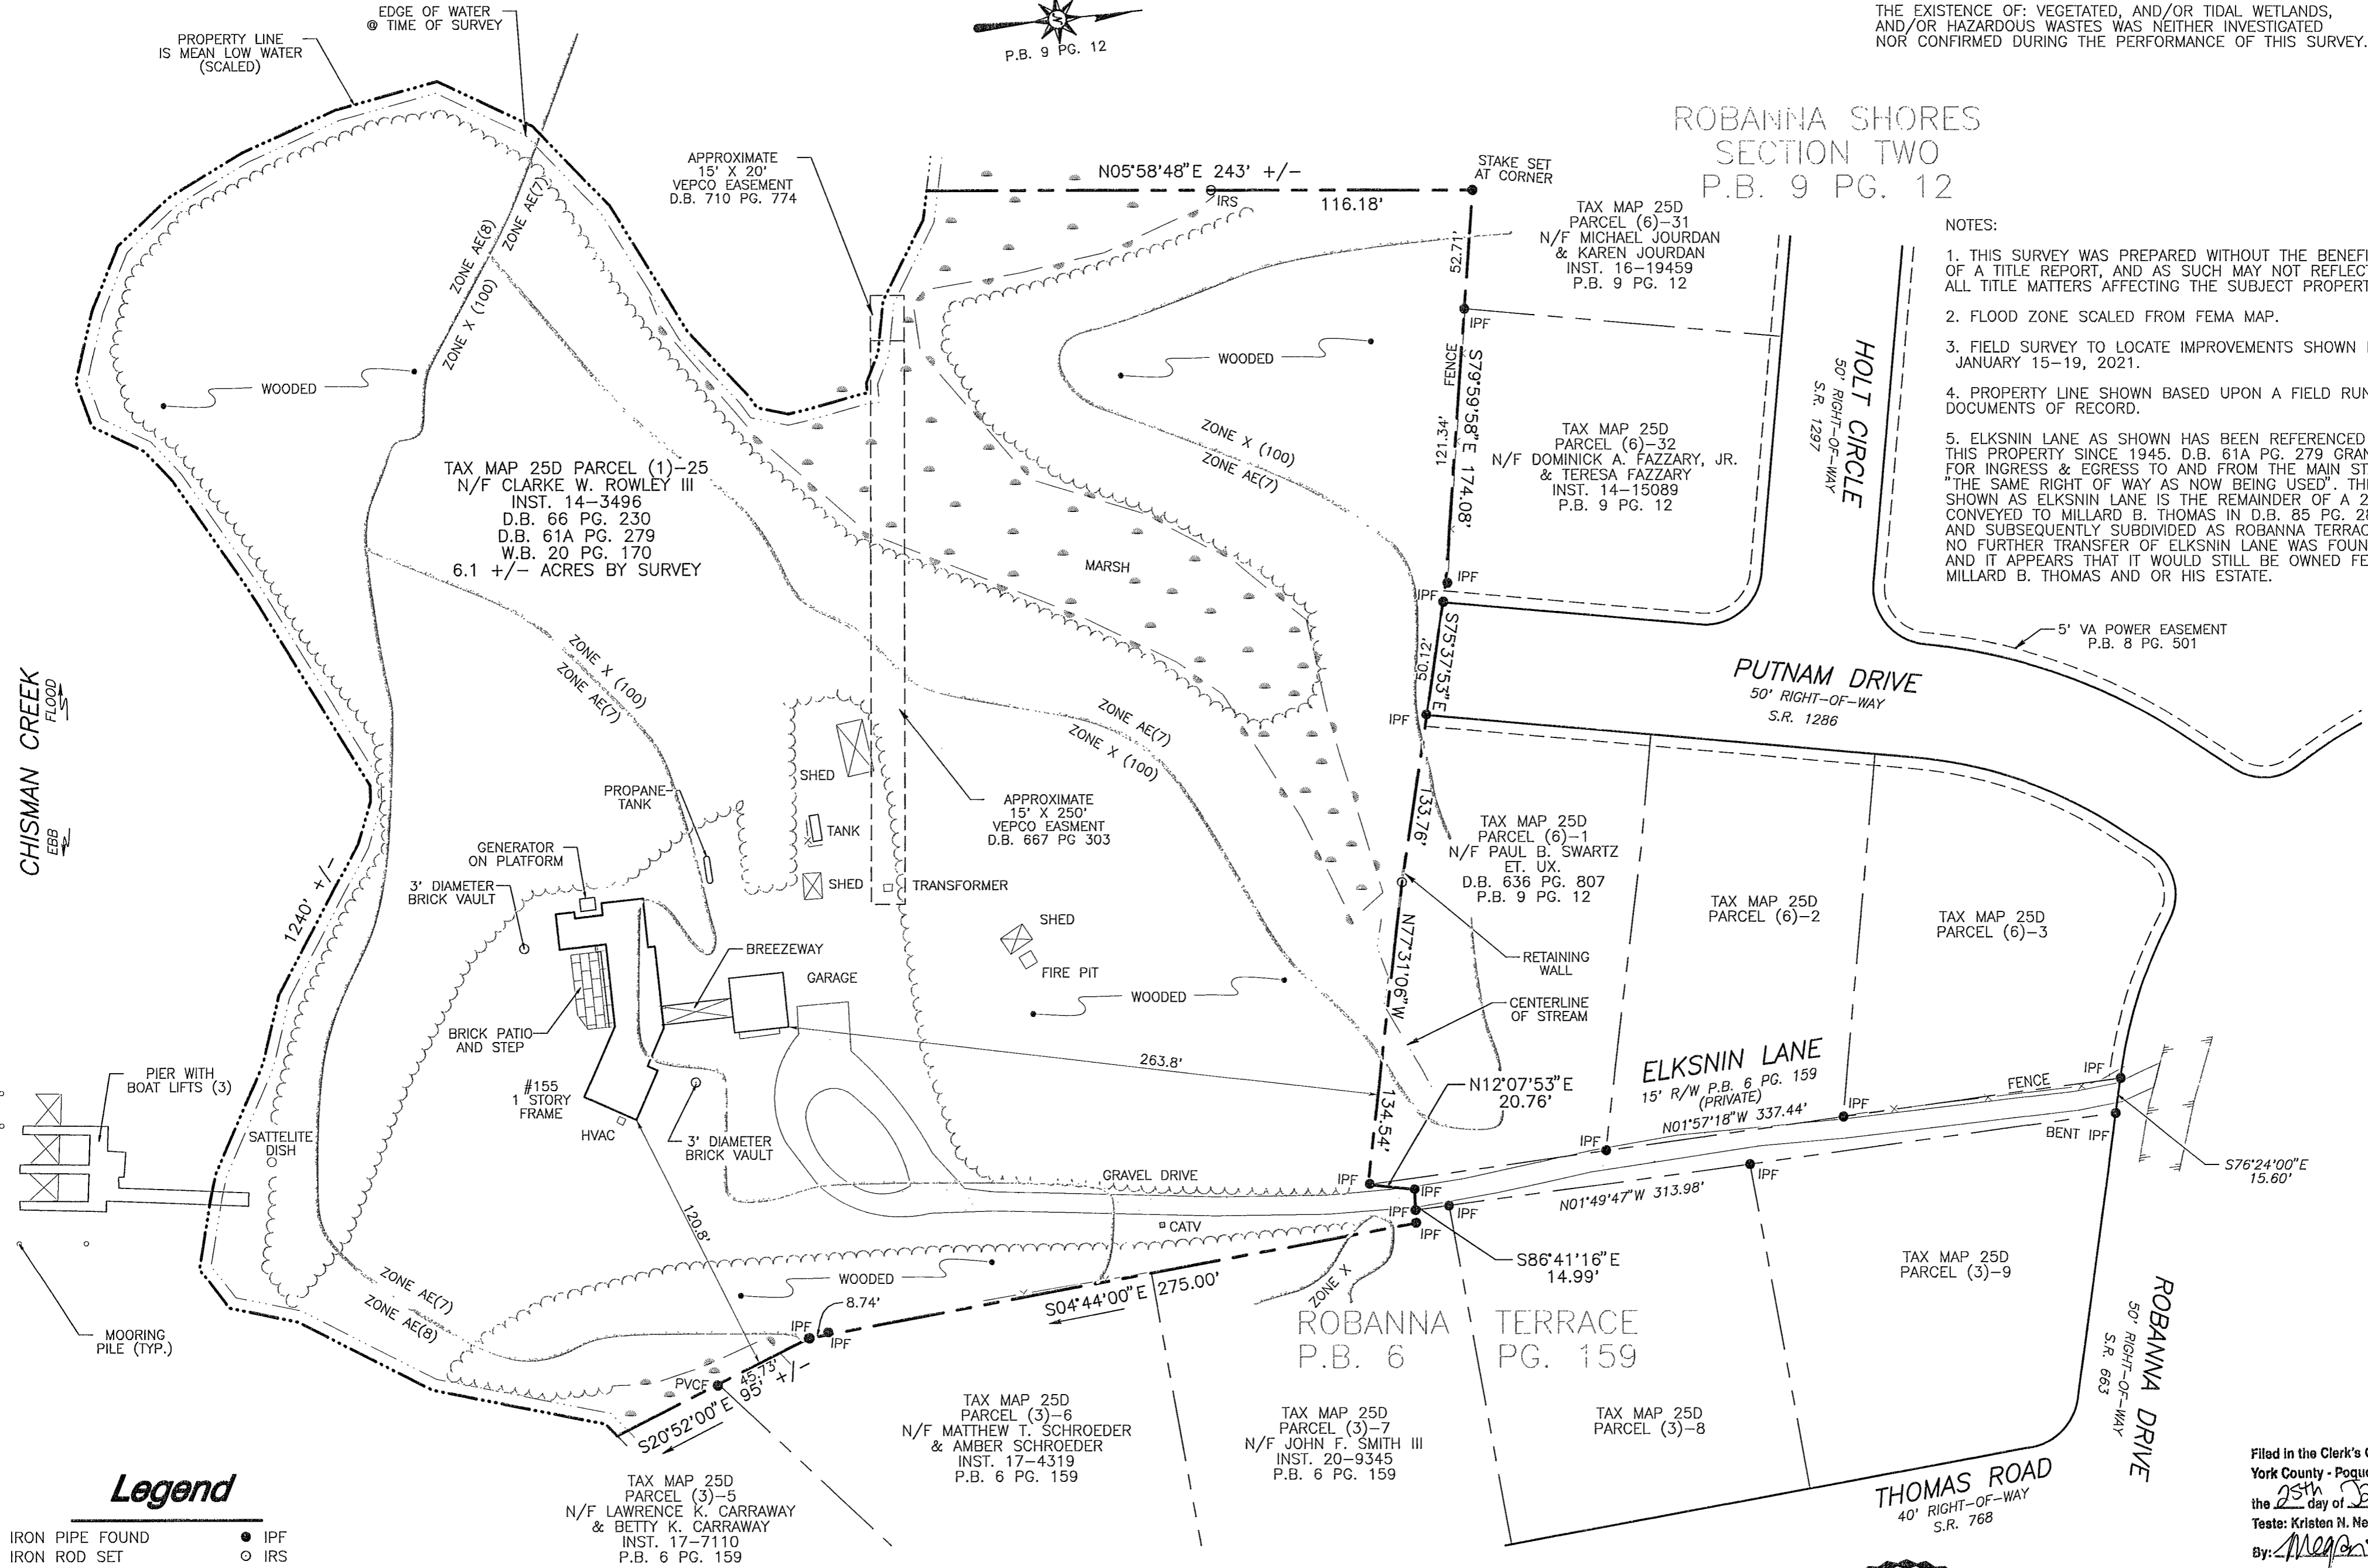 EDGE OF WATER
@ TIME OF SURVEY
PROPERTY LINE
IS MEAN LOW WATER
(SCALED)
P.B. 9 PG. 12
THE EXISTENCE OF: VEGETATED, AND/OR TIDAL WETLANDS,
AND/OR HAZARDOUS WASTES WAS NEITHER INVESTIGATED
NOR CONFIRMED DURING THE PERFORMANCE OF THIS SURVEY.
ROBANNA SHORES
SECTION TWO
P.B. 9 PG. 12
APPROXIMATE
15' X 20'
VEPCO EASEMENT
D.B. 710 PG. 774
N05°58'48"E 243' +/-
IRS
116.18'
STAKE SET
AT CORNER
52.71'
TAX MAP 25D
PARCEL (6)-31
N/F MICHAEL JOURDAN
& KAREN JOURDAN
INST. 16-19459
P.B. 9 PG. 12
NOTES:
1. THIS SURVEY WAS PREPARED WITHOUT THE
OF A TITLE REPORT, AND AS SUCH MAY NOT
ALL TITLE MATTERS AFFECTING THE SUBJECT
2. FLOOD ZONE SCALED FROM FEMA MAP.
3. FIELD SURVEY TO LOCATE IMPROVEMENTS SHOWN
JANUARY 15-19, 2021.
4. PROPERTY LINE SHOWN BASED UPON A FIELD RUN
DOCUMENTS OF RECORD.
5. ELKSNIN LANE AS SHOWN HAS BEEN REFERENCED
THIS PROPERTY SINCE 1945. D.B. 61A PG. 279
FOR INGRESS & EGRESS TO AND FROM THE MAIN
"THE SAME RIGHT OF WAY AS NOW BEING USED".
SHOWN AS ELKSNIN LANE IS THE REMAINDER OF A
CONVEYED TO MILLARD B. THOMAS IN D.B. 85 PG.
AND SUBSEQUENTLY SUBDIVIDED AS ROBANNA
NO FURTHER TRANSFER OF ELKSNIN LANE WAS
AND IT APPEARS THAT IT WOULD STILL BE OWNED
MILLARD B. THOMAS AND OR HIS ESTATE.
ZONE AE(8)
ZONE AE(7)
ZONE X (100)
WOODED
IPF
FENCE
S79°59'58"E 174.08'
121.34'
WOODED
HOLT CIRCLE
50' RIGHT-OF-WAY
S.R. 1297
TAX MAP 25D
PARCEL (6)-32
N/F DOMINICK A. FAZZARY, JR.
& TERESA FAZZARY
INST. 14-15089
P.B. 9 PG. 12
ZONE X (100)
ZONE AE(7)
TAX MAP 25D PARCEL (1)-25
N/F CLARKE W. ROWLEY III
INST. 14-3496
D.B. 66 PG. 230
D.B. 61A PG. 279
W.B. 20 PG. 170
6.1 +/- ACRES BY SURVEY
MARSH
IPF
IPF
S75°37'53"E
50.12'
IPF
5' VA POWER EASEMENT
P.B. 8 PG. 501
PUTNAM DRIVE
50' RIGHT-OF-WAY
S.R. 1286
CHISMAN CREEK
FLOOD
EBB
ZONE X (100)
ZONE AE(7)
ZONE AE(7)
ZONE X (100)
SHED
PROPANE
TANK
TANK
APPROXIMATE
15' X 250'
VEPCO EASMENT
D.B. 667 PG 303
133.76'
TAX MAP 25D
PARCEL (6)-1
N/F PAUL B. SWARTZ
ET. UX.
D.B. 636 PG. 807
P.B. 9 PG. 12
GENERATOR
ON PLATFORM
3' DIAMETER
BRICK VAULT
SHED
TRANSFORMER
1240' +/-
TAX MAP 25D
PARCEL (6)-2
TAX MAP 25D
PARCEL (6)-3
SHED
FIRE PIT
BREEZEWAY
GARAGE
WOODED
N77°31'06"W
RETAINING
WALL
CENTERLINE
OF STREAM
BRICK PATIO
AND STEP
263.8'
#155
1 STORY
FRAME
HVAC
3' DIAMETER
BRICK VAULT
PIER WITH
BOAT LIFTS (3)
SATTELITE
DISH
134.54'
N12°07'53"E
20.76'
ELKSNIN LANE
15' R/W P.B. 6 PG. 159
(PRIVATE)
N01°57'18"W 337.44'
FENCE
IPF
IPF
IPF
BENT IPF
S76°24'00"E
15.60'
GRAVEL DRIVE
IPF
IPF
IPF
IPF
IPF
IPF
N01°49'47"W 313.98'
CATV
120.8'
S86°41'16"E
14.99'
TAX MAP 25D
PARCEL (3)-9
ROBANNA DRIVE
50' RIGHT-OF-WAY
S.R. 663
ZONE AE(7)
ZONE AE(8)
WOODED
8.74'
S04°44'00"E 275.00'
ZONE X
ROBANNA TERRACE
P.B. 6 PG. 159
MOORING
PILE (TYP.)
IPF
IPF
PVCF
45.73'
S20°52'00"E 95' +/-
TAX MAP 25D
PARCEL (3)-6
N/F MATTHEW T. SCHROEDER
& AMBER SCHROEDER
INST. 17-4319
P.B. 6 PG. 159
TAX MAP 25D
PARCEL (3)-7
N/F JOHN F. SMITH III
INST. 20-9345
P.B. 6 PG. 159
TAX MAP 25D
PARCEL (3)-8
THOMAS ROAD
40' RIGHT-OF-WAY
S.R. 768
TAX MAP 25D
PARCEL (3)-5
N/F LAWRENCE K. CARRAWAY
& BETTY K. CARRAWAY
INST. 17-7110
P.B. 6 PG. 159
Legend
IRON PIPE FOUND IPF
IRON ROD SET IRS
Filed in the Clerk's
York County -
the 25th day of
Teste: Kristen N.
By: